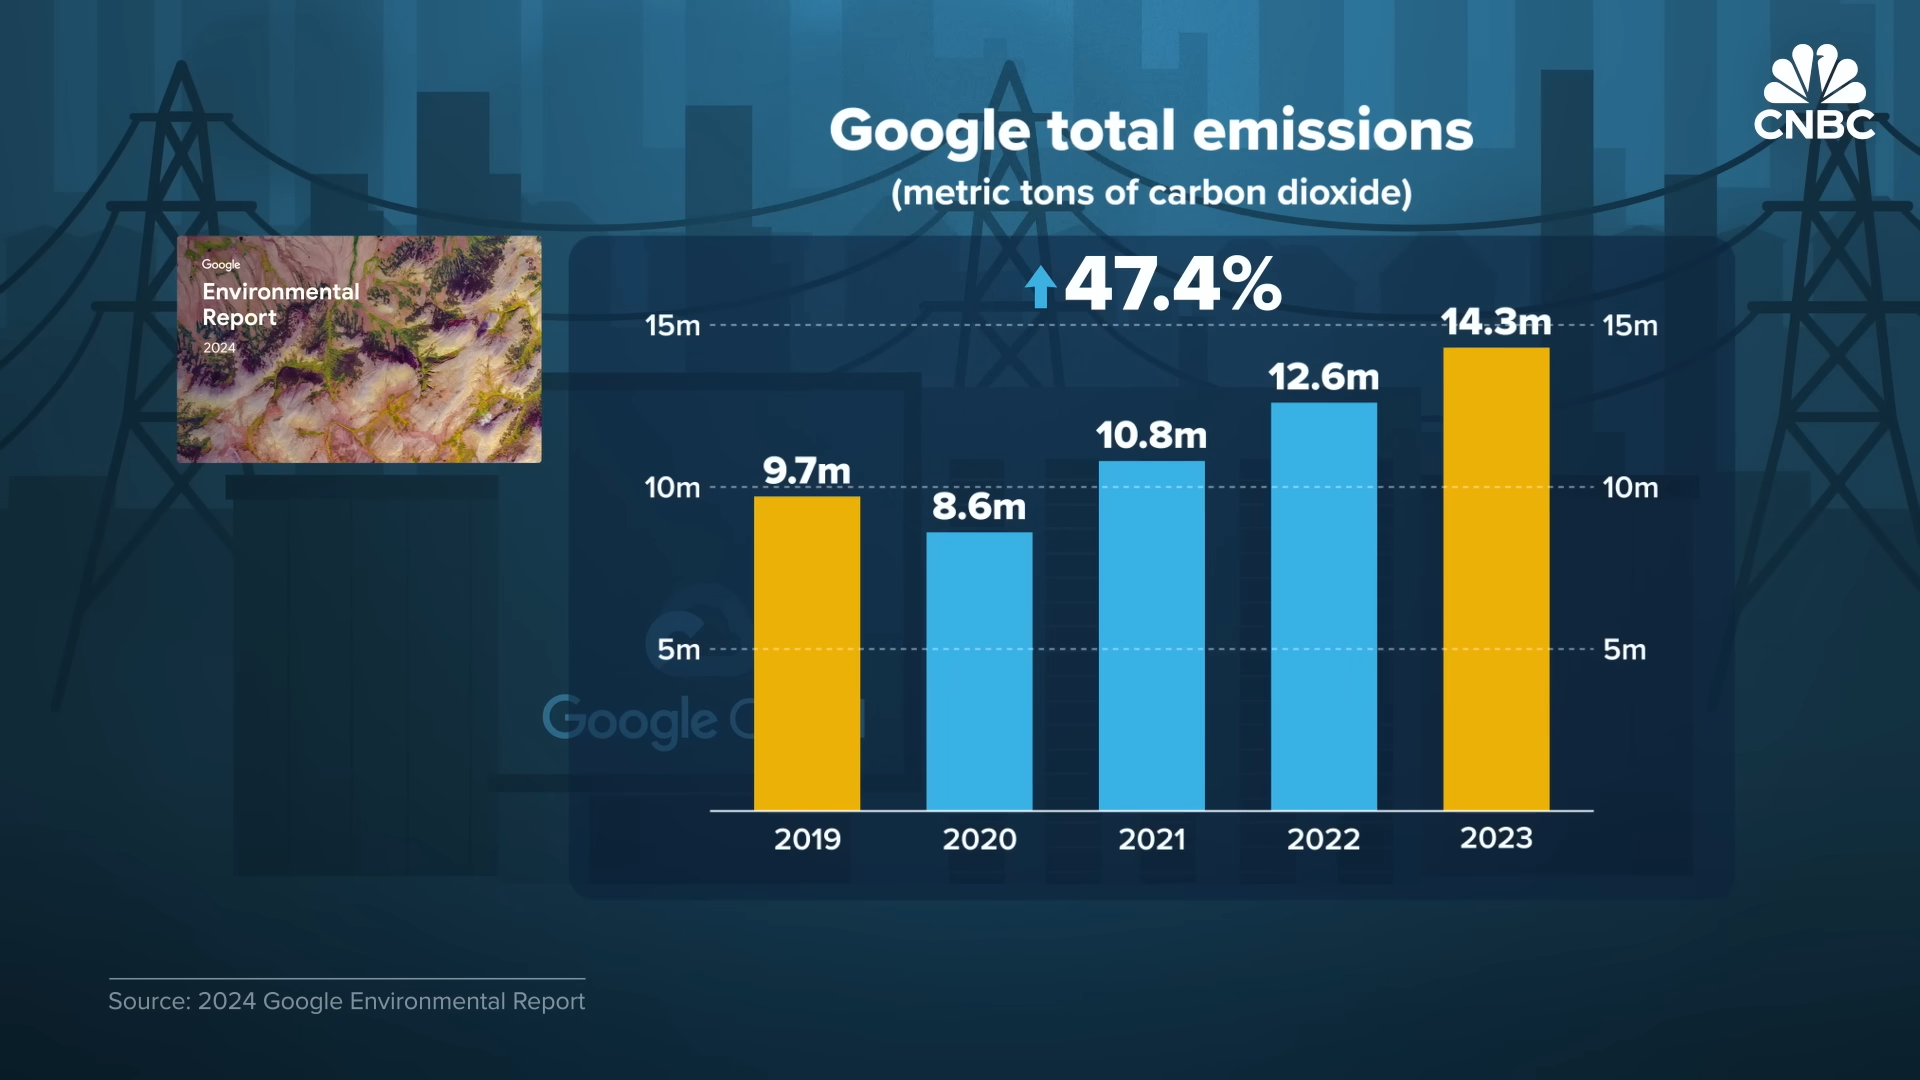 CNBC
Google total emissions
(metric tons of carbon dioxide)
Google
Environmental
Report
2024
47.4%
15m
15m
14.3m
12.6m
10.8m
9.7m
10m
10m
8.6m
5m
5m
Google
2019
2020
2021
2022
2023
Source: 2024 Google Environmental Report